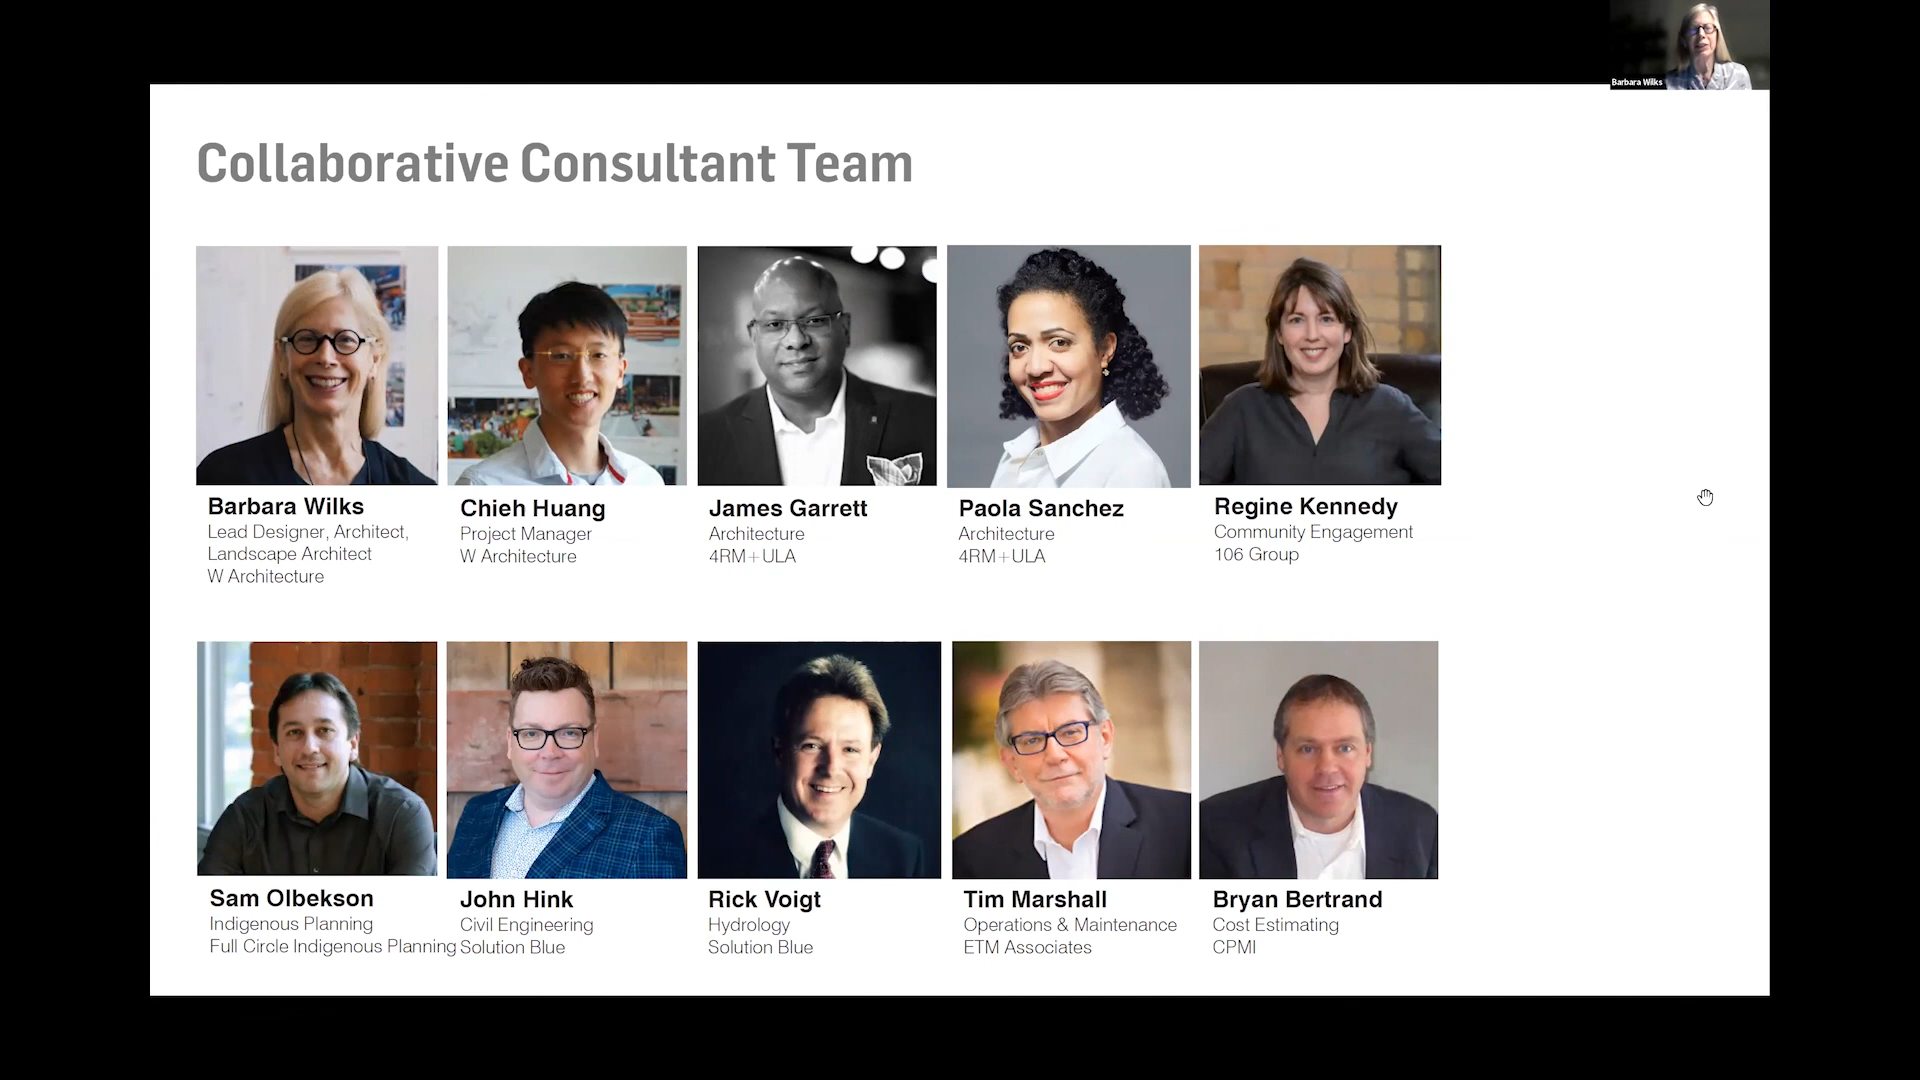 Barbara Wilks
Collaborative Consultant Team
Barbara Wilks
Lead Designer, Architect,
Landscape Architect
W Architecture
Chieh Huang
Project Manager
W Architecture
James Garrett
Architecture
4RM+ULA
Paola Sanchez
Architecture
4RM+ULA
Regine Kennedy
Community Engagement
106 Group
Sam Olbekson
Indigenous Planning
Full Circle Indigenous Planning
John Hink
Civil Engineering
Solution Blue
Rick Voigt
Hydrology
Solution Blue
Tim Marshall
Operations & Maintenance
ETM Associates
Bryan Bertrand
Cost Estimating
CPMI